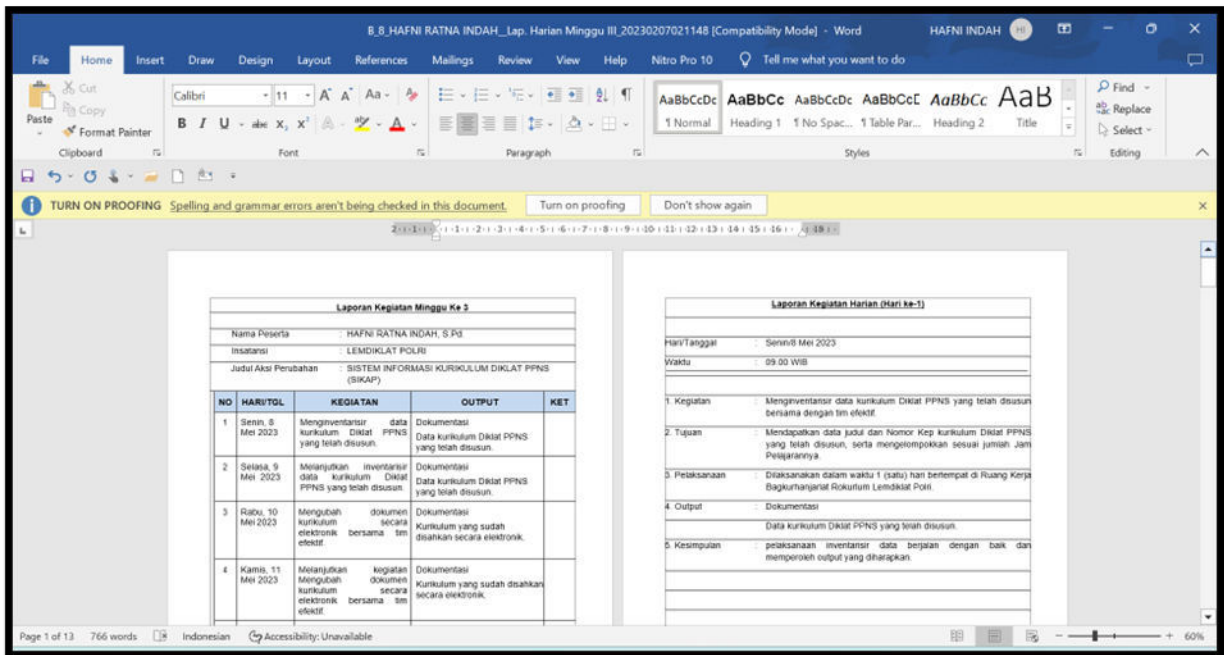 B_8_HAFNI RATNA INDAH__Lap. Harian Minggu III_20230207021148 [Compatibility Mode] - Word
HAFNI INDAH HI
File Home Insert Draw Design Layout References Mailings Review View Help Nitro Pro 10 Tell me what you want to do
Paste
Cut
Copy
Format Painter
Clipboard
Calibri 11
Font
Paragraph
AaBbCcDc AaBbCc AaBbCcDc AaBbCcE AaBbCc AaB
¶ Normal Heading 1 ¶ No Spac... ¶ Table Par... Heading 2 Title
Styles
Find
Replace
Select
Editing
TURN ON PROOFING Spelling and grammar errors aren't being checked in this document. Turn on proofing Don't show again
Laporan Kegiatan Minggu Ke 3
Nama Peserta : HAFNI RATNA INDAH, S.Pd
Insatansi : LEMDIKLAT POLRI
Judul Aksi Perubahan : SISTEM INFORMASI KURIKULUM DIKLAT PPNS
(SIKAP)
NO HARI/TGL KEGIATAN OUTPUT KET
1 Senin, 8 Mei 2023
Menginventarisir data kurikulum Diklat PPNS yang telah disusun.
Dokumentasi
Data kurikulum Diklat PPNS yang telah disusun.
2 Selasa, 9 Mei 2023
Melanjutkan inventarisir data kurikulum Diklat PPNS yang telah disusun.
Dokumentasi
Data kurikulum Diklat PPNS yang telah disusun.
3 Rabu, 10 Mei 2023
Mengubah dokumen kurikulum secara elektronik bersama tim efektif.
Dokumentasi
Kurikulum yang sudah disahkan secara elektronik.
4 Kamis, 11 Mei 2023
Melanjutkan kegiatan Mengubah dokumen kurikulum secara elektronik bersama tim efektif.
Dokumentasi
Kurikulum yang sudah disahkan secara elektronik.
Laporan Kegiatan Harian (Hari ke-1)
Hari/Tanggal : Senin/8 Mei 2023
Waktu : 09.00 WIB
1. Kegiatan : Menginventarisir data kurikulum Diklat PPNS yang telah disusun
bersama dengan tim efektif.
2. Tujuan : Mendapatkan data judul dan Nomor Kep kurikulum Diklat PPNS
yang telah disusun, serta mengelompokkan sesuai jumlah Jam
Pelajarannya.
3. Pelaksanaan : Dilaksanakan dalam waktu 1 (satu) hari bertempat di Ruang Kerja
Bagkurhanjarlat Rokurlum Lemdiklat Polri.
4. Output : Dokumentasi
Data kurikulum Diklat PPNS yang telah disusun.
5. Kesimpulan : pelaksanaan inventarisir data berjalan dengan baik dan
memperoleh output yang diharapkan.
Page 1 of 13 766 words Indonesian Accessibility: Unavailable 60%